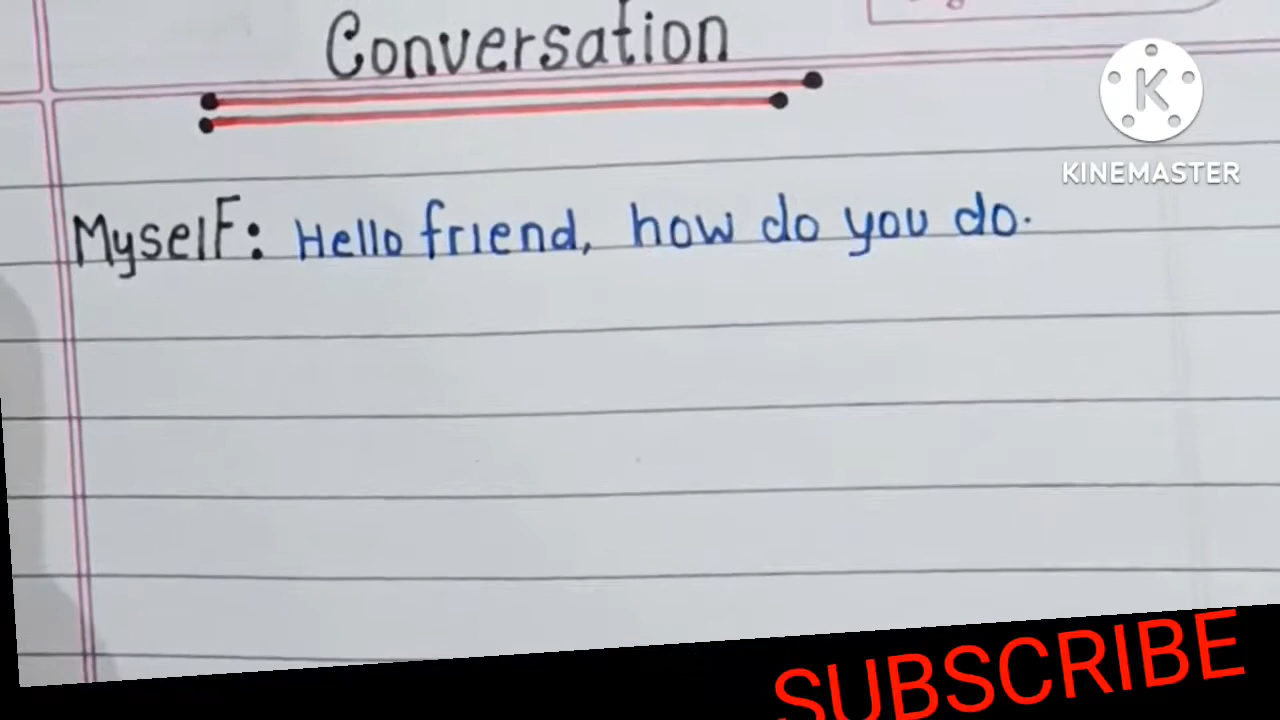 Conversation
KINEMASTER
Myself: Hello friend, how do you do.
SUBSCRIBE